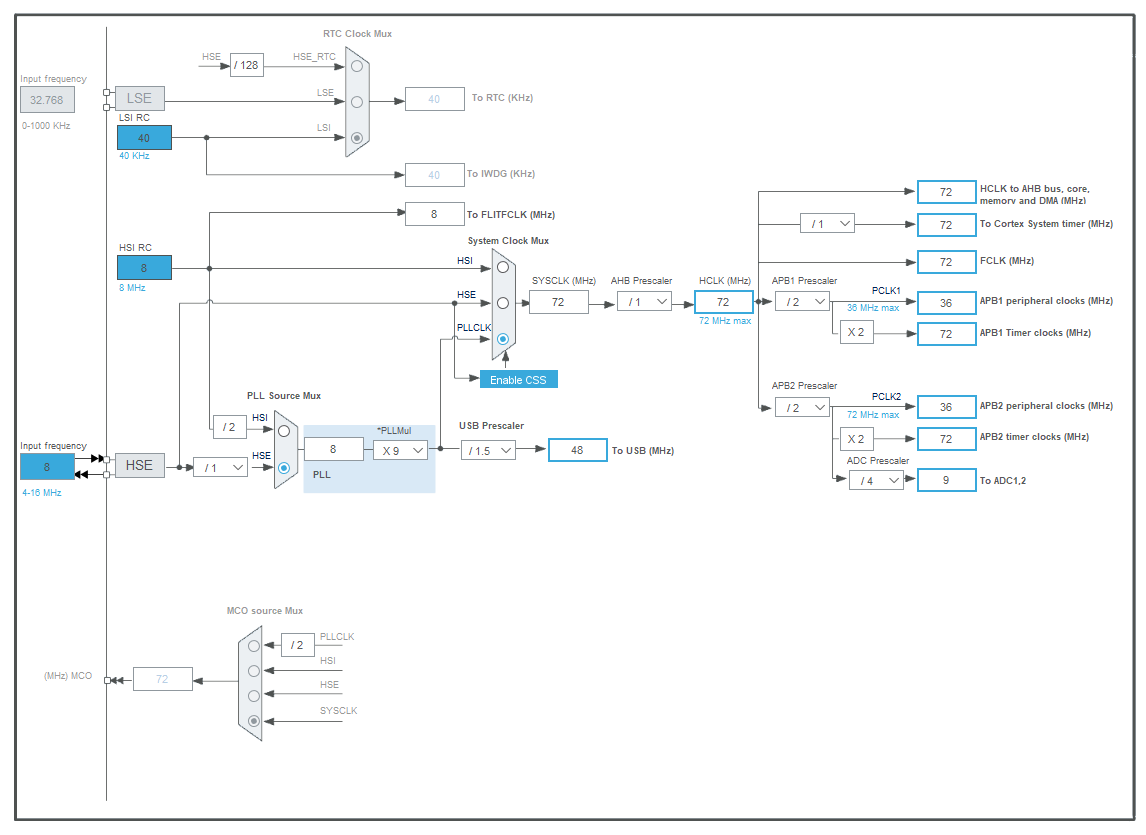 RTC Clock Mux
HSE
/ 128
HSE_RTC
Input frequency
32.768
0-1000 KHz
LSE
LSE
40
To RTC (KHz)
LSI RC
40
40 KHz
LSI
40
To IWDG (KHz)
8
To FLITFCLK (MHz)
HSI RC
8
8 MHz
System Clock Mux
HSI
HSE
PLLCLK
Enable CSS
SYSCLK (MHz)
72
AHB Prescaler
/ 1
HCLK (MHz)
72
72 MHz max
72
HCLK to AHB bus, core,
memory and DMA (MHz)
/ 1
72
To Cortex System timer (MHz)
72
FCLK (MHz)
APB1 Prescaler
/ 2
PCLK1
36 MHz max
36
APB1 peripheral clocks (MHz)
X 2
72
APB1 Timer clocks (MHz)
APB2 Prescaler
/ 2
PCLK2
72 MHz max
36
APB2 peripheral clocks (MHz)
X 2
72
APB2 timer clocks (MHz)
ADC Prescaler
/ 4
9
To ADC1,2
PLL Source Mux
/ 2
HSI
Input frequency
8
4-16 MHz
HSE
/ 1
HSE
8
*PLLMul
X 9
PLL
USB Prescaler
/ 1.5
48
To USB (MHz)
MCO source Mux
/ 2
PLLCLK
HSI
HSE
SYSCLK
(MHz) MCO
72